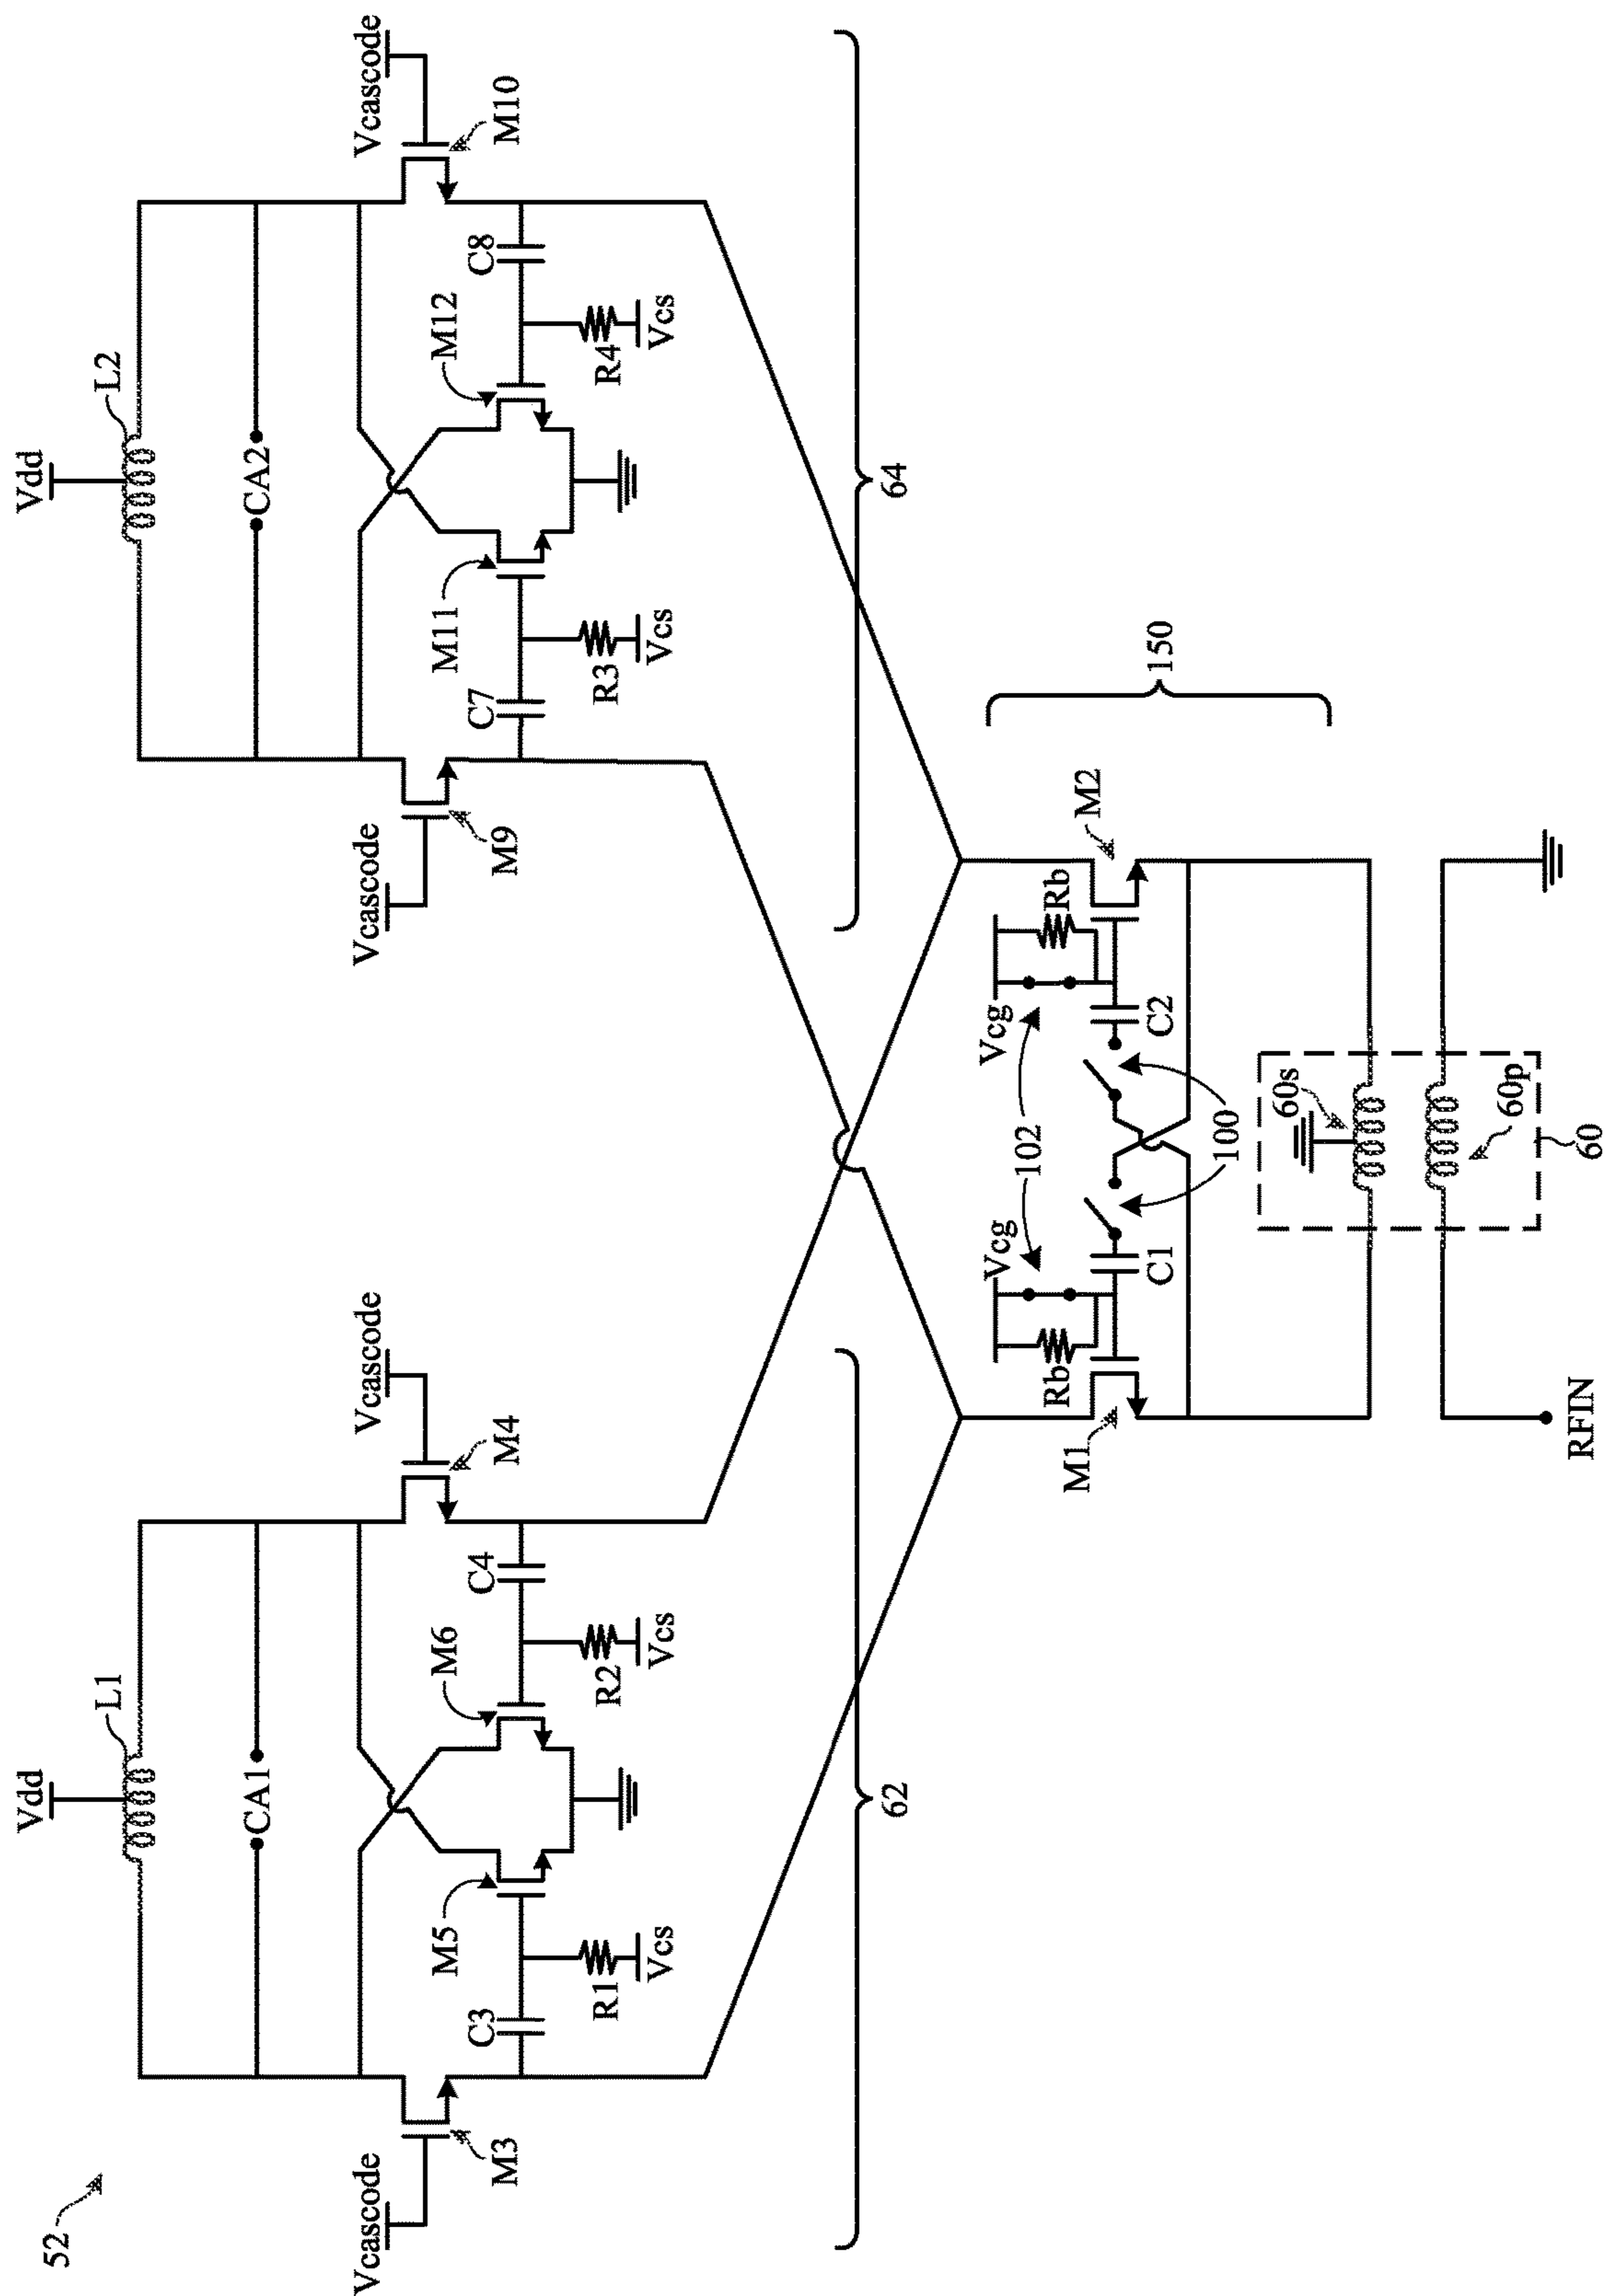 52
Vdd
L1
CA1
Vcascode
M3
Vcascode
M4
C3
M5
M6
C4
R1
Vcs
R2
Vcs
62
Vdd
L2
CA2
Vcascode
M9
Vcascode
M10
C7
M11
M12
C8
R3
Vcs
R4
Vcs
64
Vcg
Rb
M1
C1
102
100
Vcg
Rb
M2
C2
150
60s
60p
60
RFIN